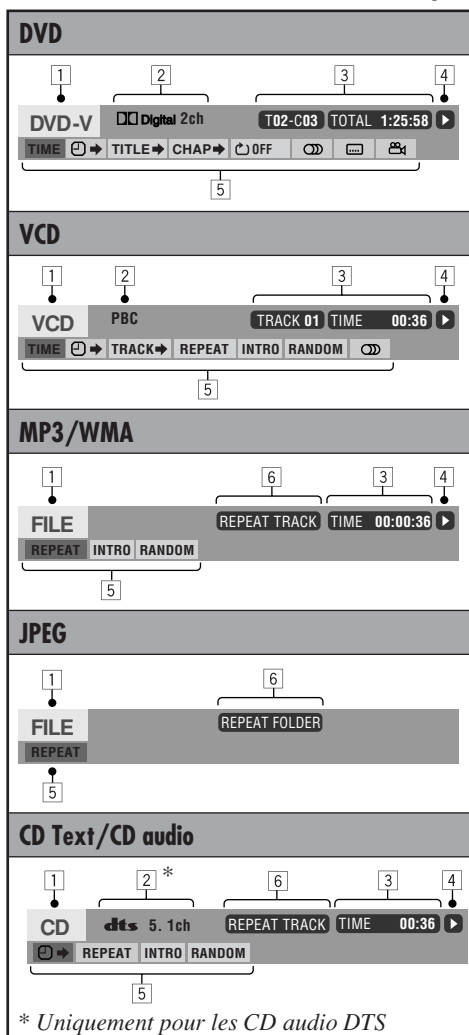 DVD
1 2 3 4
DVD-V Digital 2ch T02-C03 TOTAL 1:25:58
TIME TITLE CHAP OFF
5
VCD
1 2 3 4
VCD PBC TRACK 01 TIME 00:36
TIME TRACK REPEAT INTRO RANDOM
5
MP3/WMA
1 6 3 4
FILE REPEAT TRACK TIME 00:00:36
REPEAT INTRO RANDOM
5
JPEG
1 6
FILE REPEAT FOLDER
REPEAT
5
CD Text/CD audio
1 2 * 6 3 4
CD dts 5. 1ch REPEAT TRACK TIME 00:36
REPEAT INTRO RANDOM
5
* Uniquement pour les CD audio DTS